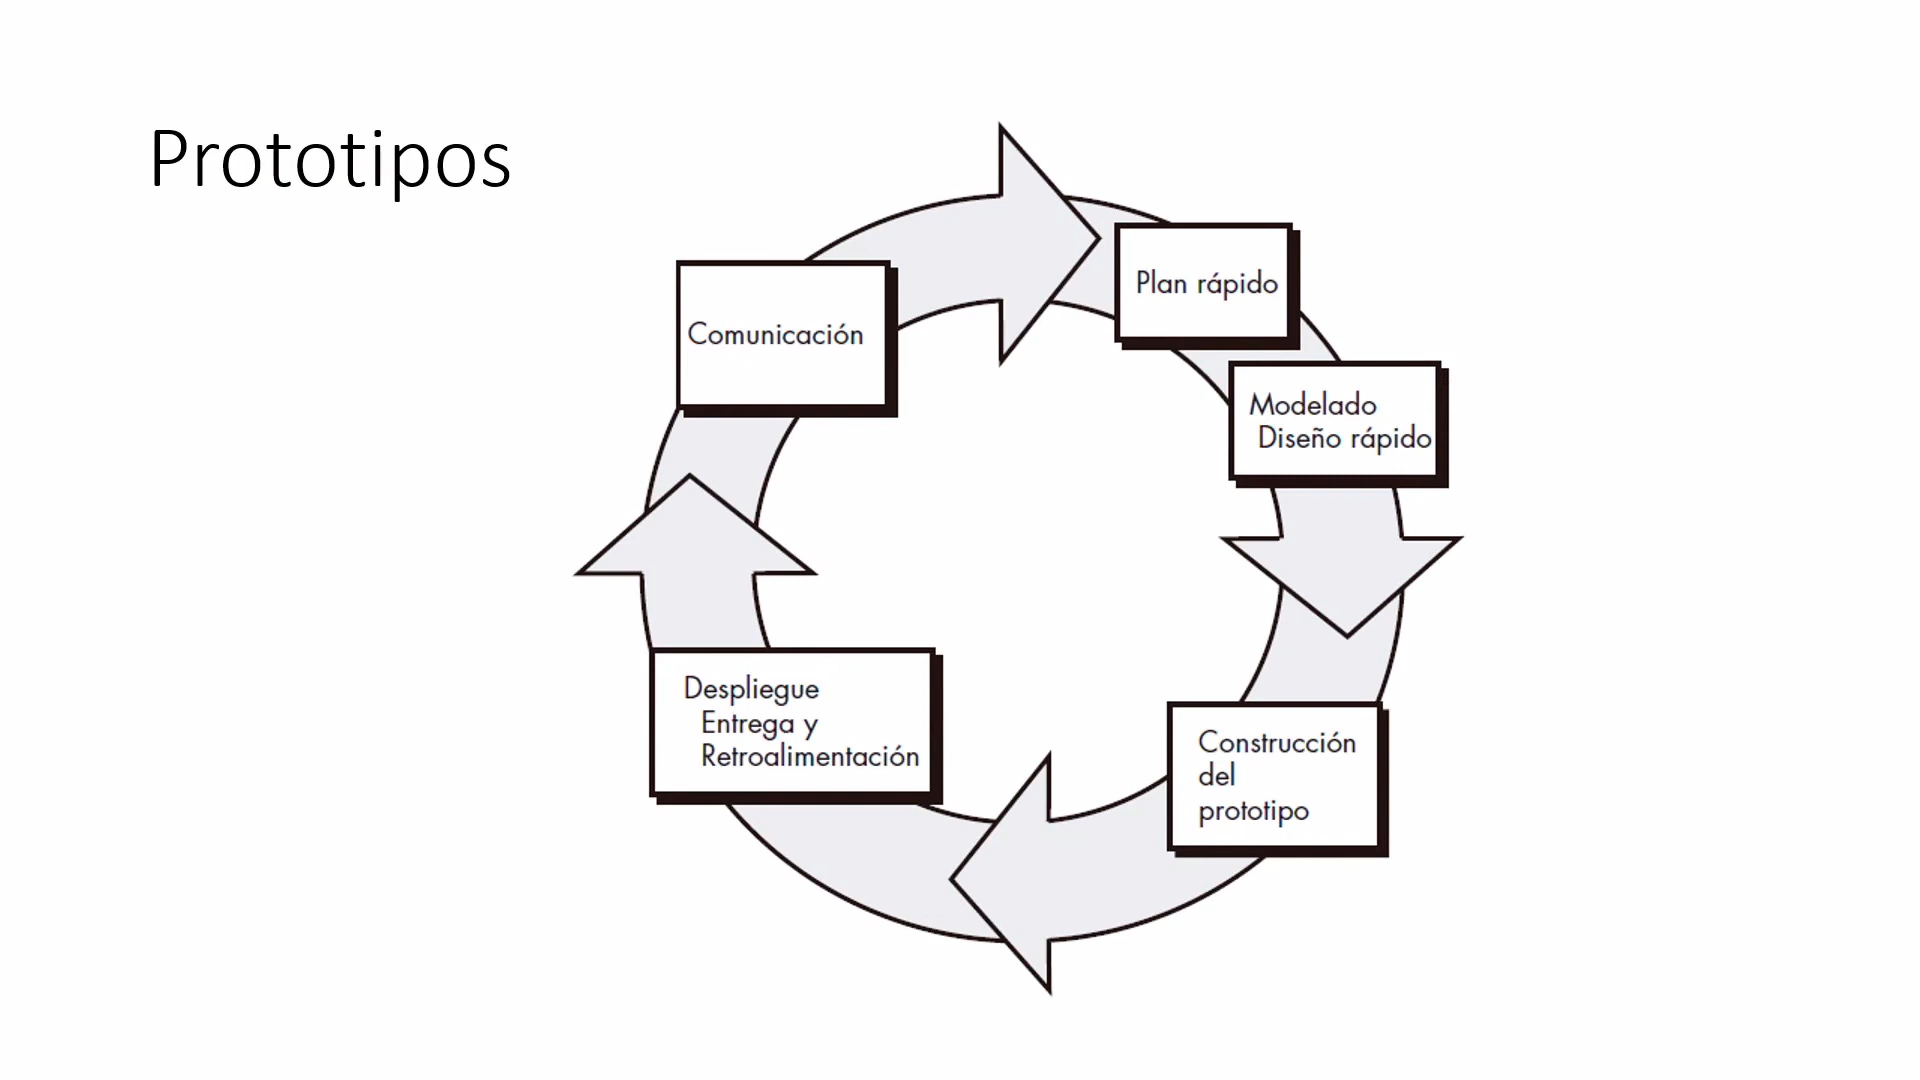 Prototipos
Comunicación
Plan rápido
Modelado
Diseño rápido
Construcción
del
prototipo
Despliegue
Entrega y
Retroalimentación